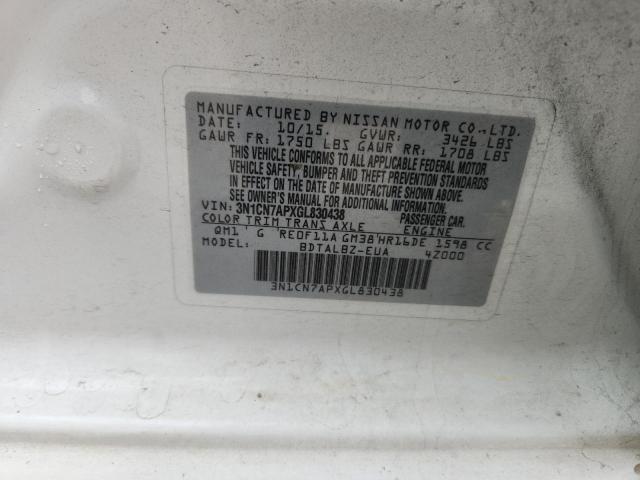 MANUFACTURED BY NISSAN MOTOR CO.,LTD.
DATE: 10/15. GVWR: 3426 LBS
GAWR FR: 1750 LBS GAWR RR: 1708 LBS
THIS VEHICLE CONFORMS TO ALL APPLICABLE FEDERAL MOTOR
VEHICLE SAFETY, BUMPER AND THEFT PREVENTION STANDARDS
IN EFFECT ON THE DATE OF MANUFACTURE SHOWN ABOVE.
SEE OWNER'S MANUAL FOR ADDITIONAL INFORMATION.
VIN: 3N1CN7APXGL830438 PASSENGER CAR.
COLOR TRIM TRANS AXLE ENGINE
QM1' G 'RE0F11A GM38'HR16DE 1598 CC
MODEL: BDTALBZ-EUA 4Z000
3N1CN7APXGL830438